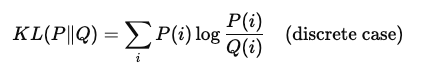 KL(P‖Q) = ∑_i P(i) log P(i)/Q(i) (discrete case)